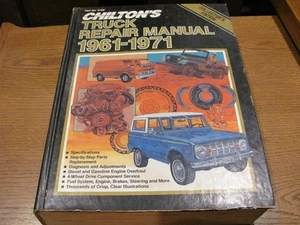 CHILTON'S
TRUCK
REPAIR MANUAL
1961-1971
• Specifications
• Step-by-Step Parts
Replacement
• Diagnosis and Adjustments
• Diesel and Gasoline Engine Overhaul
• 4-Wheel Drive Component Service
• Fuel System, Engine, Brakes, Steering and More
• Thousands of Crisp, Clear Illustrations